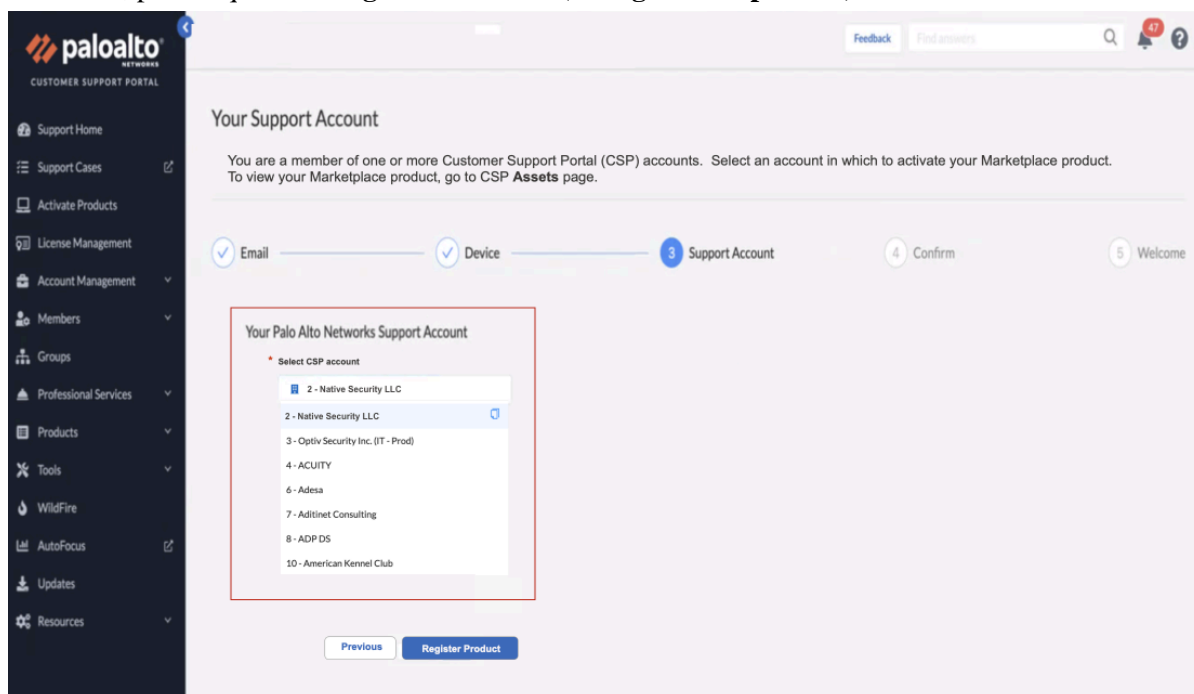 paloalto
NETWORKS
CUSTOMER SUPPORT PORTAL
Support Home
Support Cases
Activate Products
License Management
Account Management
Members
Groups
Professional Services
Products
Tools
WildFire
AutoFocus
Updates
Resources
Feedback
Find answers
47
Your Support Account
You are a member of one or more Customer Support Portal (CSP) accounts. Select an account in which to activate your Marketplace product.
To view your Marketplace product, go to CSP Assets page.
Email
Device
3 Support Account
4 Confirm
5 Welcome
Your Palo Alto Networks Support Account
* Select CSP account
2 - Native Security LLC
2 - Native Security LLC
3 - Optiv Security Inc. (IT - Prod)
4 - ACUITY
6 - Adesa
7 - Aditinet Consulting
8 - ADP DS
10 - American Kennel Club
Previous
Register Product